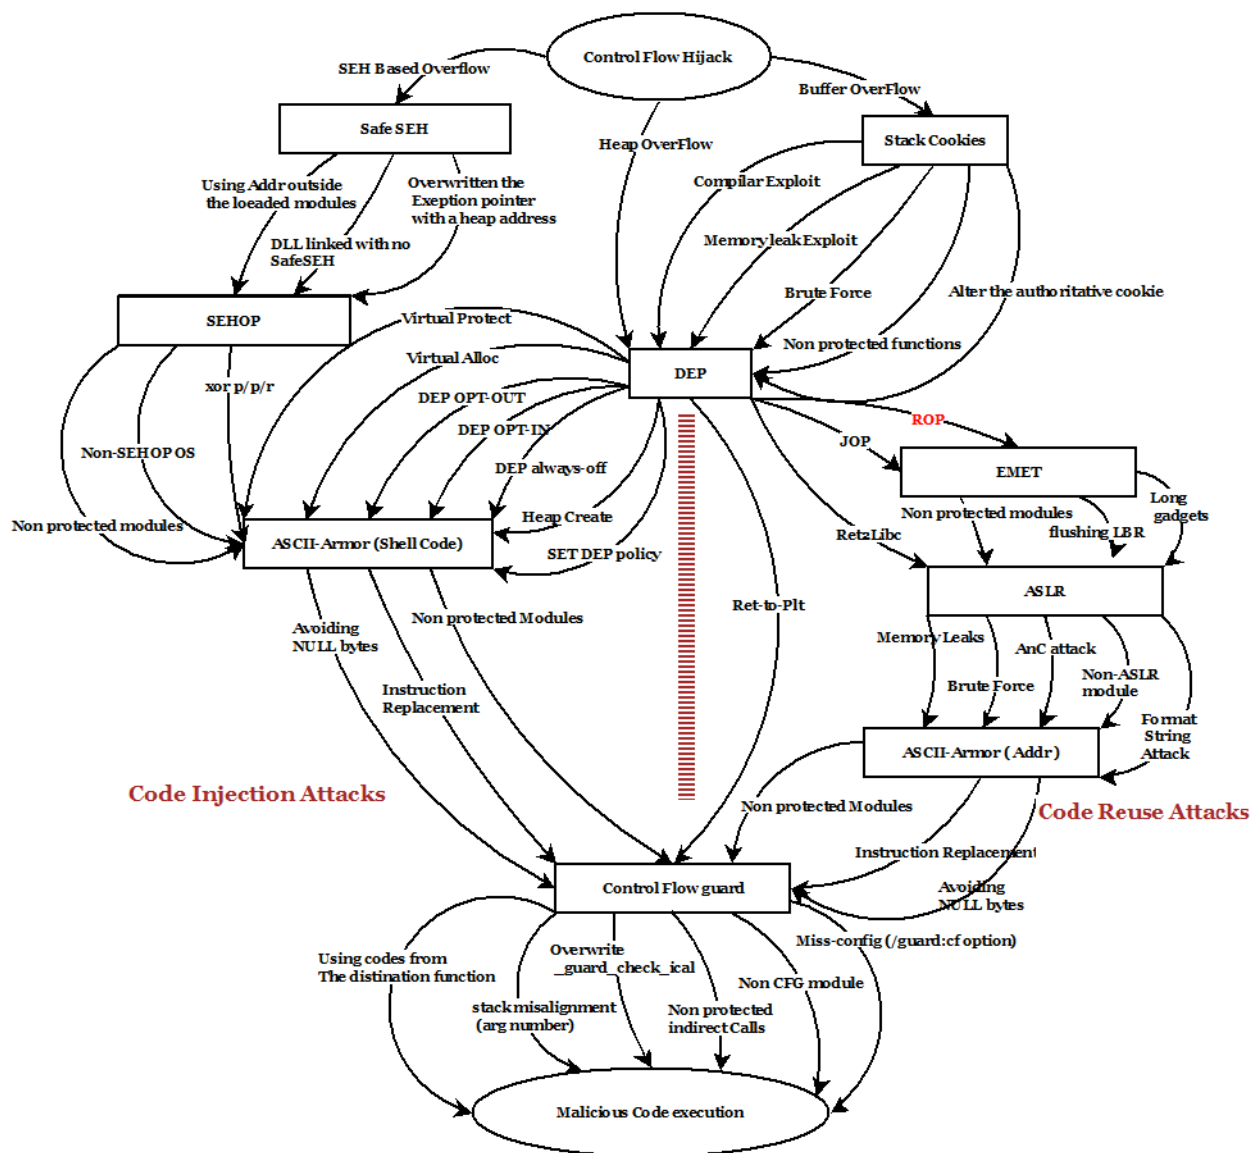 Control Flow Hijack
SEH Based Overflow
Buffer OverFlow
Safe SEH
Heap OverFlow
Stack Cookies
Using Addr outside
the loeaded modules
Overwritten the
Exeption pointer
with a heap address
Compilar Exploit
DLL linked with no
SafeSEH
Memory leak Exploit
Brute Force
Alter the authoritative cookie
SEHOP
Virtual Protect
Non protected functions
Virtual Alloc
xor p/p/r
DEP
DEP OPT-OUT
DEP OPT-IN
ROP
JOP
Non-SEHOP OS
DEP always-off
EMET
Non protected modules
Heap Create
Non protected modules
Long
gadgets
flushing LBR
ASCII-Armor (Shell Code)
SET DEP policy
Ret2Libc
ASLR
Avoiding
NULL bytes
Non protected Modules
Ret-to-Plt
Memory Leaks
AnC attack
Brute Force
Non-ASLR
module
Instruction
Replacement
Format
String
Attack
ASCII-Armor ( Addr )
Code Injection Attacks
Non protected Modules
Code Reuse Attacks
Instruction Replacement
Control Flow guard
Avoiding
NULL bytes
Using codes from
The distination function
Overwrite
_guard_check_ical
Miss-config (/guard:cf option)
Non CFG module
stack misalignment
(arg number)
Non protected
indirect Calls
Malicious Code execution